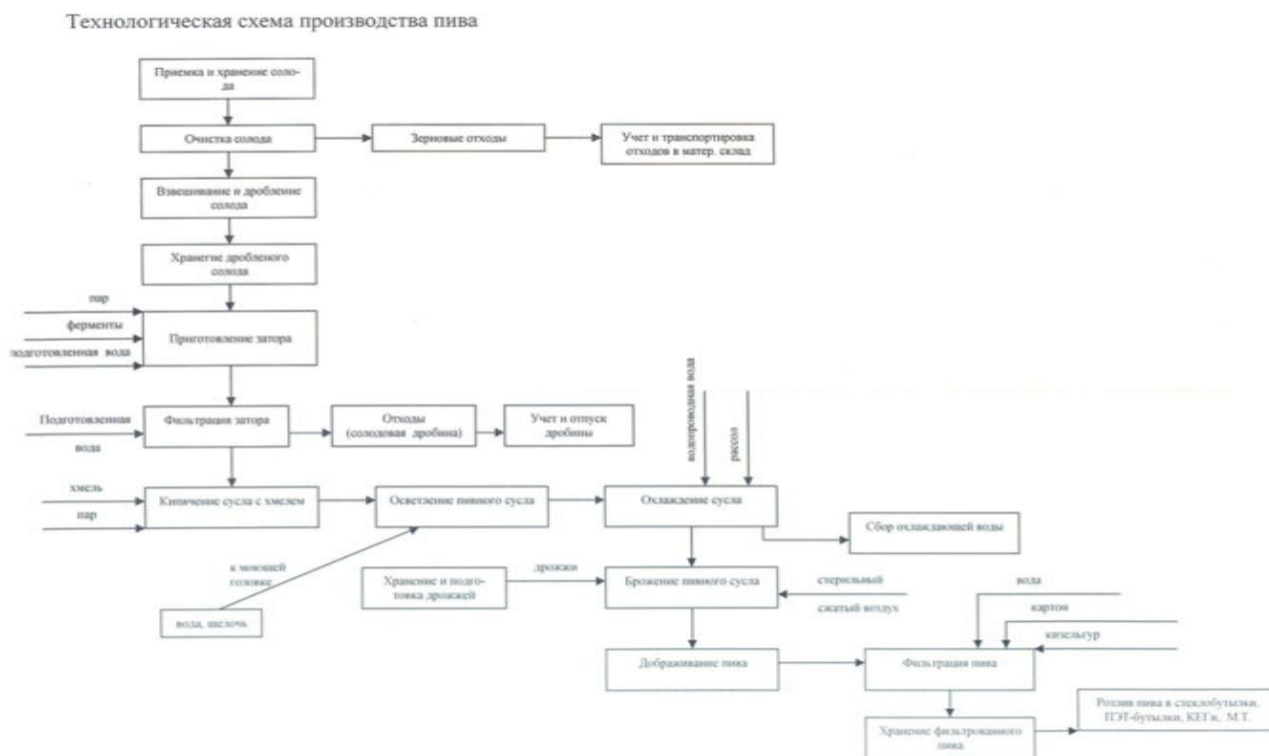 Технологическая схема производства пива
Приемка и хранение соло-
да
Очистка солода
Зерновые отходы
Учет и транспортировка
отходов в матер. склад
Взвешивание и дробление
солода
Хранегие дробленого
солода
пар
ферменты
подготовленная вода
Приготовление затора
Подготовленная
вода
Фильтрация затора
Отходы
(солодовая дробина)
Учет и отпуск
дробины
водопроводная вода
рассол
хмель
пар
Кипячение сусла с хмелем
Осветление пивного сусла
Охлаждение сусла
Сбор охлаждающей воды
к моющей
головке
вода, щелочь
Хранение и подго-
товка дрожжей
дрожжи
Брожение пивного сусла
стерильный
сжатый воздух
вода
картон
кизельгур
Дображивание пива
Фильтрация пива
Хранение фильтрованного
пива
Розлив пива в стеклобутылки,
ПЭТ-бутылки, КЕГи, М.Т.